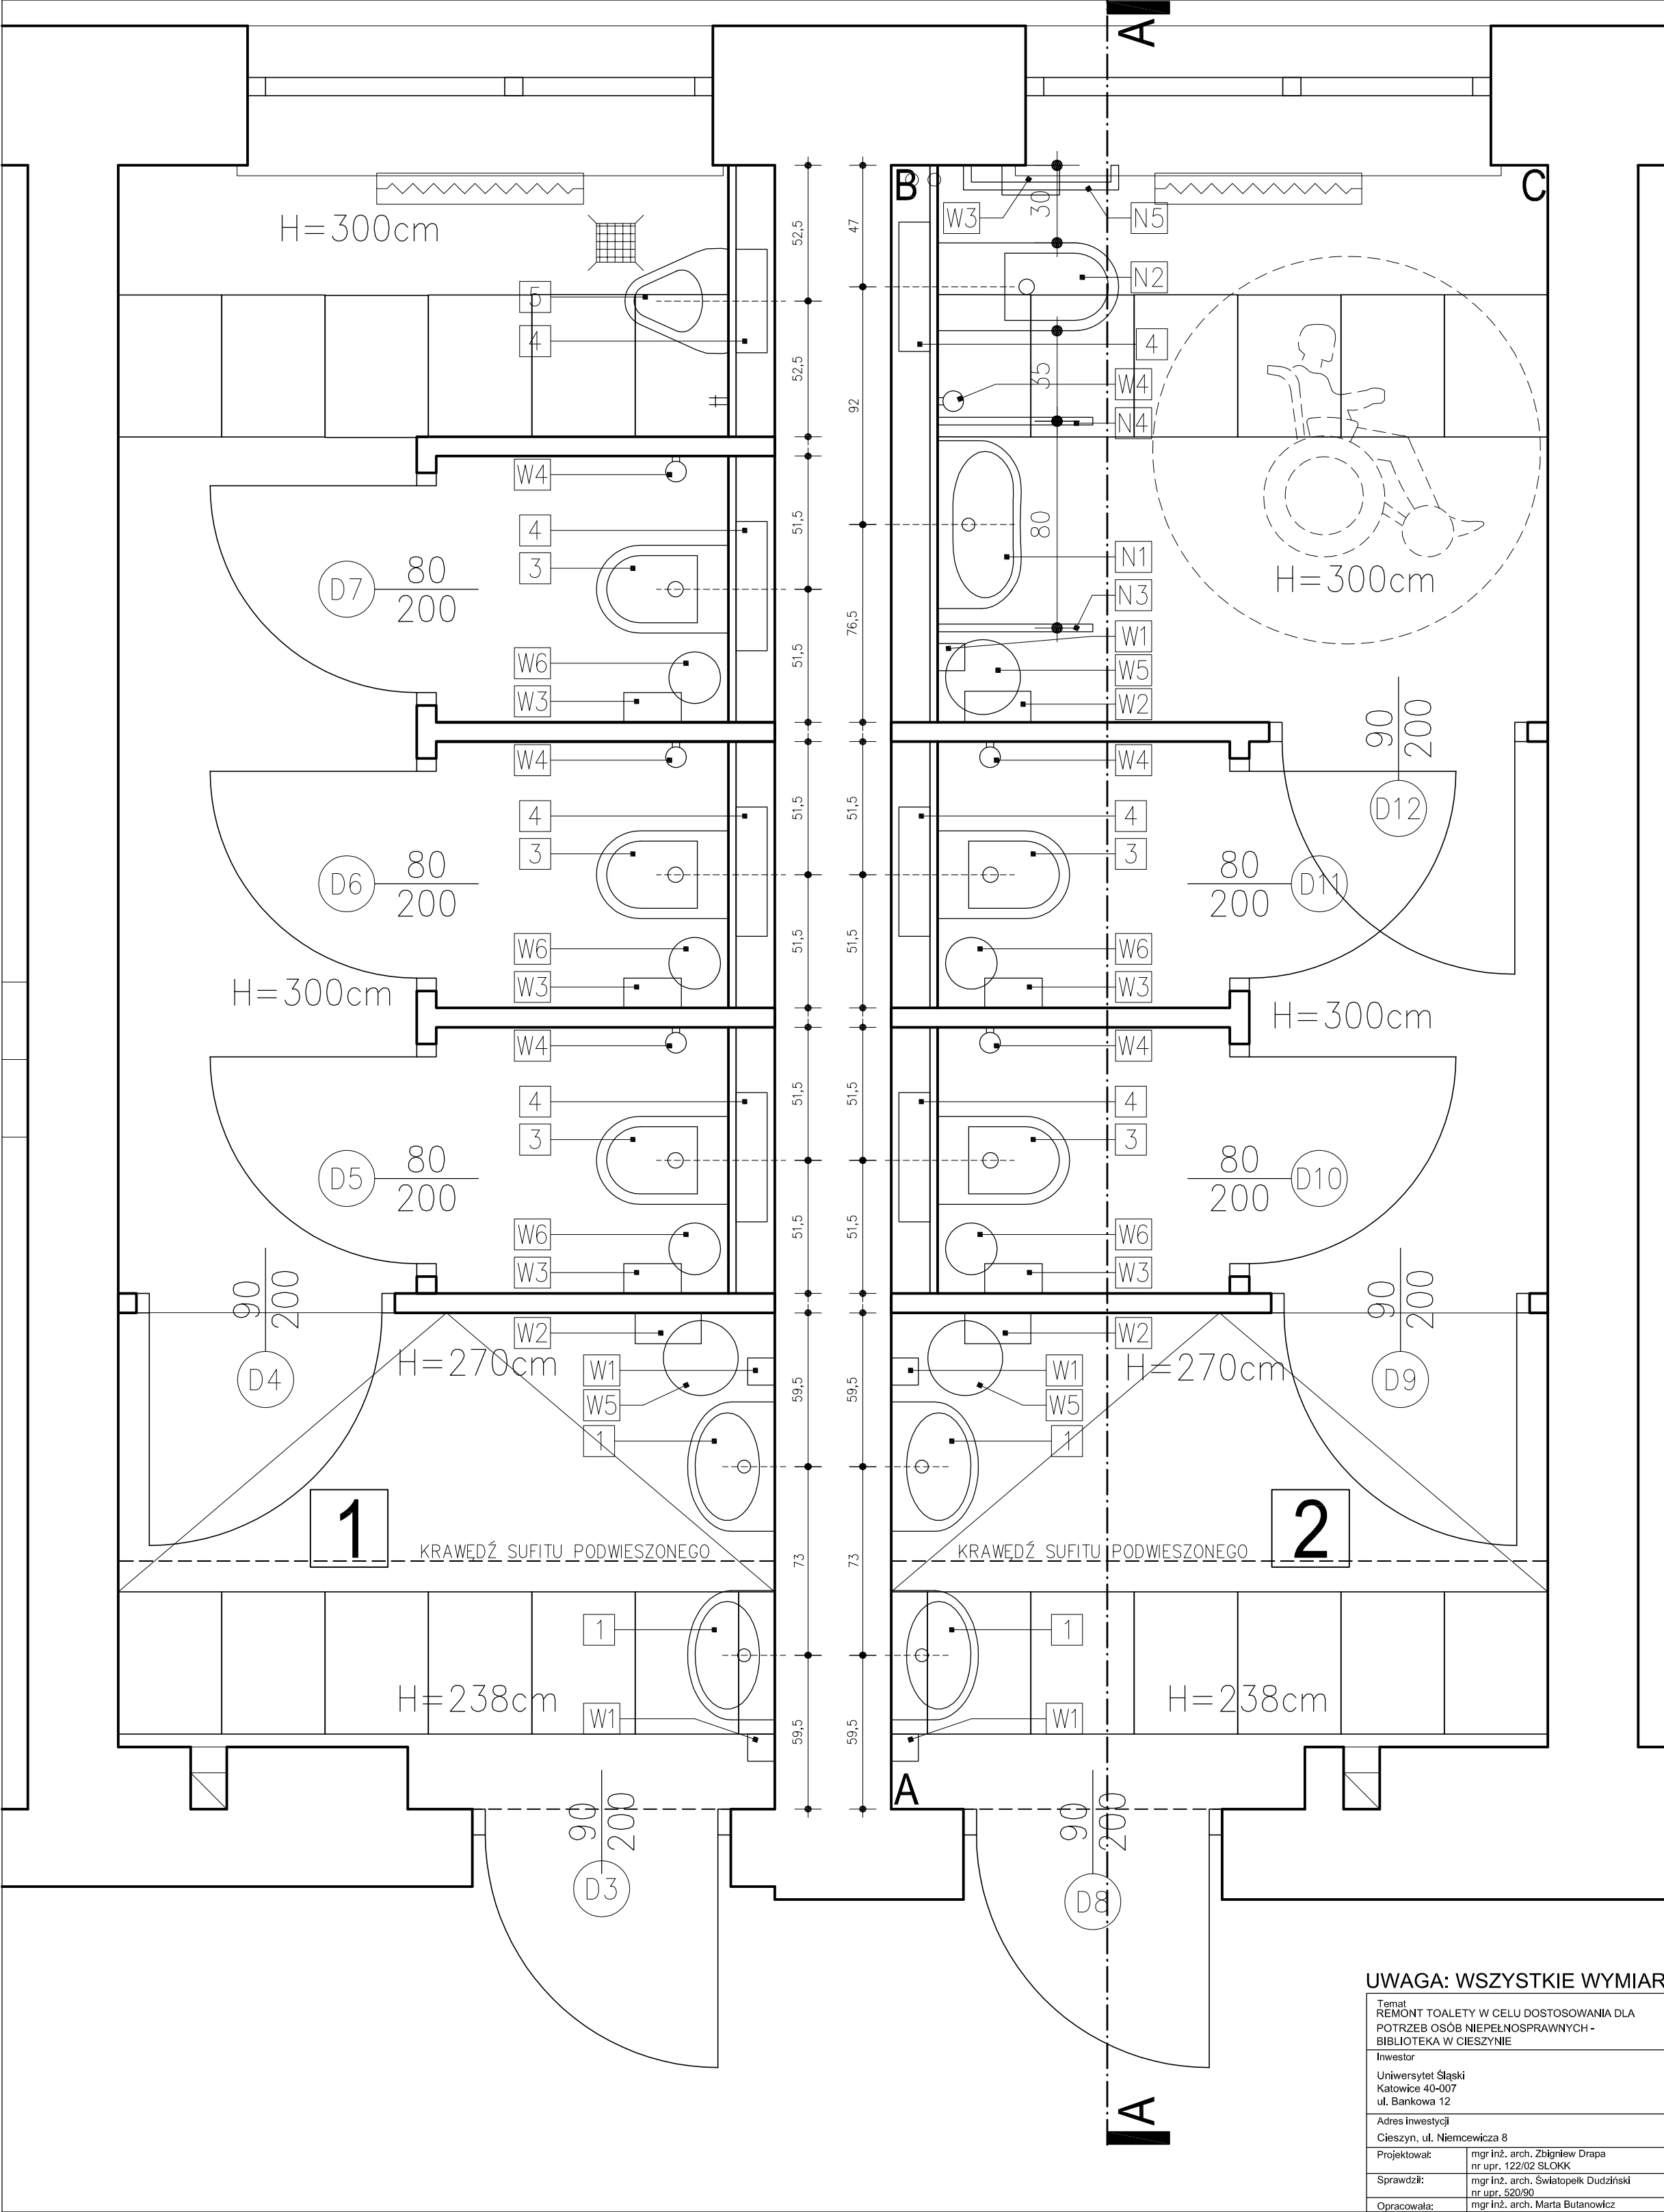 A
B
C
H=300cm
52,5
47
W3
30
N5
N2
5
4
4
52,5
92
35
W4
N4
W4
4
3
51,5
80
N1
N3
H=300cm
D7
80
200
76,5
W1
W6
W5
W3
51,5
W2
90
200
D12
W4
W4
4
51,5
51,5
4
3
3
D6
80
200
80
200
D11
W6
51,5
51,5
W6
W3
W3
H=300cm
H=300cm
W4
W4
4
51,5
51,5
4
3
3
D5
80
200
80
200
D10
W6
51,5
51,5
W6
W3
W3
90
200
90
200
D4
D9
W2
W2
H=270cm
W1
W1
H=270cm
W5
59,5
59,5
W5
1
1
1
2
KRAWĘDŹ SUFITU PODWIESZONEGO
73
73
KRAWĘDŹ SUFITU PODWIESZONEGO
1
1
H=238cm
H=238cm
W1
59,5
59,5
W1
A
90
200
90
200
D3
D8
A
UWAGA: WSZYSTKIE WYMIAR
Temat
REMONT TOALETY W CELU DOSTOSOWANIA DLA
POTRZEB OSÓB NIEPEŁNOSPRAWNYCH -
BIBLIOTEKA W CIESZYNIE
Inwestor
Uniwersytet Śląski
Katowice 40-007
ul. Bankowa 12
Adres inwestycji
Cieszyn, ul. Niemcewicza 8
Projektował: mgr inż. arch. Zbigniew Drapa
nr upr. 122/02 SLOKK
Sprawdził: mgr inż. arch. Światopełk Dudziński
nr upr. 520/90
Opracowała: mgr inż. arch. Marta Butanowicz